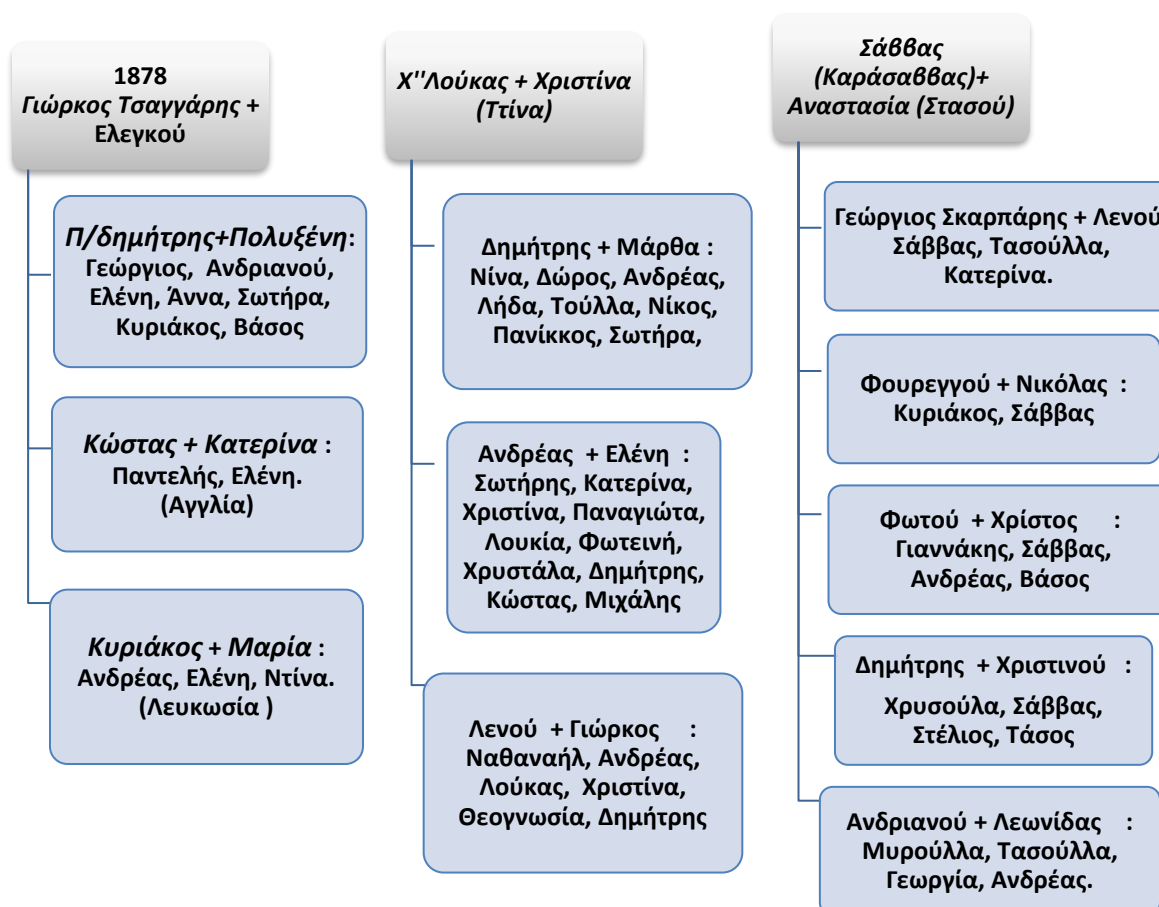 1878
Γιώρκος Τσαγγάρης +
Ελεγκού
Π/δημήτρης+Πολυξένη:
Γεώργιος, Ανδριανού,
Ελένη, Άννα, Σωτήρα,
Κυριάκος, Βάσος
Κώστας + Κατερίνα :
Παντελής, Ελένη.
(Αγγλία)
Κυριάκος + Μαρία :
Ανδρέας, Ελένη, Ντίνα.
(Λευκωσία )
Χ''Λούκας + Χριστίνα
(Ττίνα)
Δημήτρης + Μάρθα :
Νίνα, Δώρος, Ανδρέας,
Λήδα, Τούλλα, Νίκος,
Πανίκκος, Σωτήρα,
Ανδρέας + Ελένη :
Σωτήρης, Κατερίνα,
Χριστίνα, Παναγιώτα,
Λουκία, Φωτεινή,
Χρυστάλα, Δημήτρης,
Κώστας, Μιχάλης
Λενού + Γιώρκος :
Ναθαναήλ, Ανδρέας,
Λούκας, Χριστίνα,
Θεογνωσία, Δημήτρης
Σάββας
(Καράσαββας)+
Αναστασία (Στασού)
Γεώργιος Σκαρπάρης + Λενού
Σάββας, Τασούλλα,
Κατερίνα.
Φουρεγγού + Νικόλας :
Κυριάκος, Σάββας
Φωτού + Χρίστος :
Γιαννάκης, Σάββας,
Ανδρέας, Βάσος
Δημήτρης + Χριστινού :
Χρυσούλα, Σάββας,
Στέλιος, Τάσος
Ανδριανού + Λεωνίδας :
Μυρούλλα, Τασούλλα,
Γεωργία, Ανδρέας.